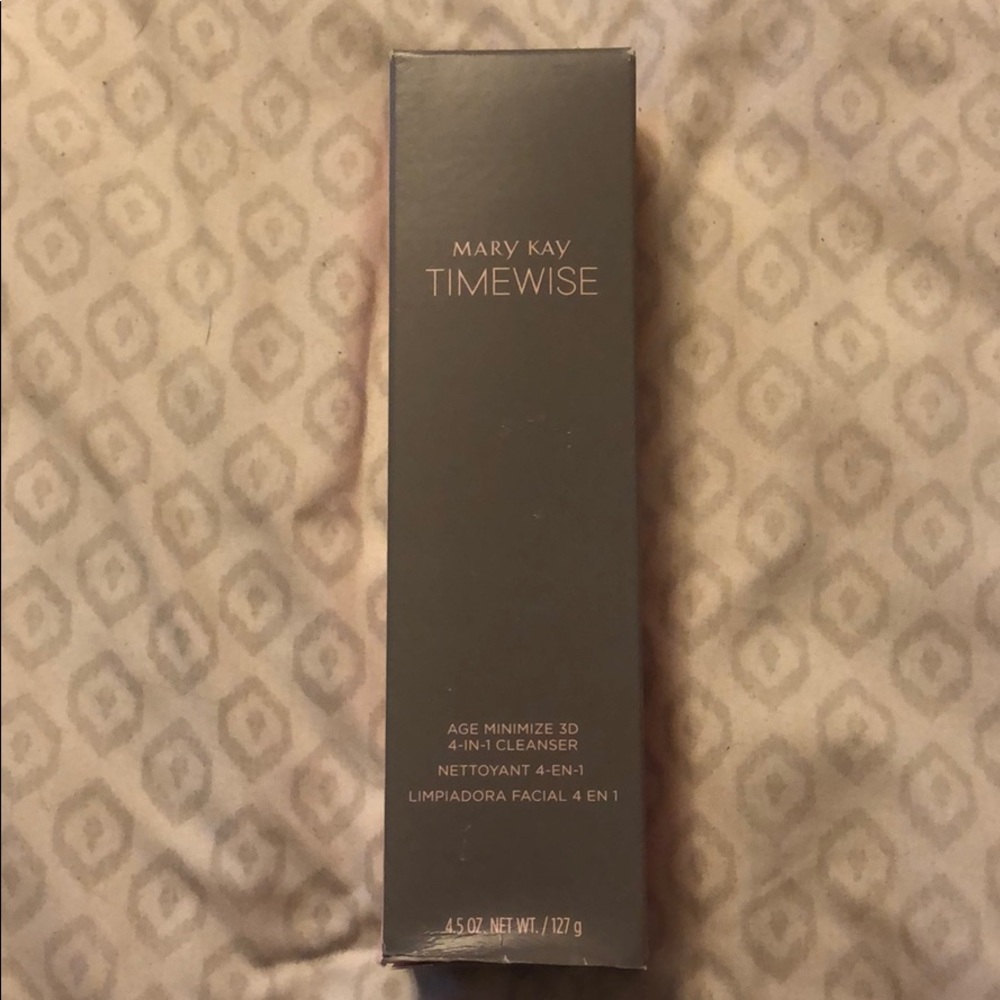 MARY KAY
TIMEWISE
AGE MINIMIZE 3D
4-IN-1 CLEANSER
NETTOYANT 4-EN-1
LIMPIADORA FACIAL 4 EN 1
4.5 OZ. NET WT. / 127 g